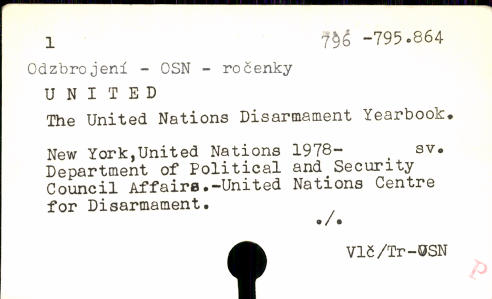 1 796 -795.864
Odzbrojení - OSN - ročenky
U N I T E D
The United Nations Disarmament Yearbook.
New York,United Nations 1978- sv.
Department of Political and Security
Council Affairs.-United Nations Centre
for Disarmament.
./.
Vlč/Tr-OSN
P